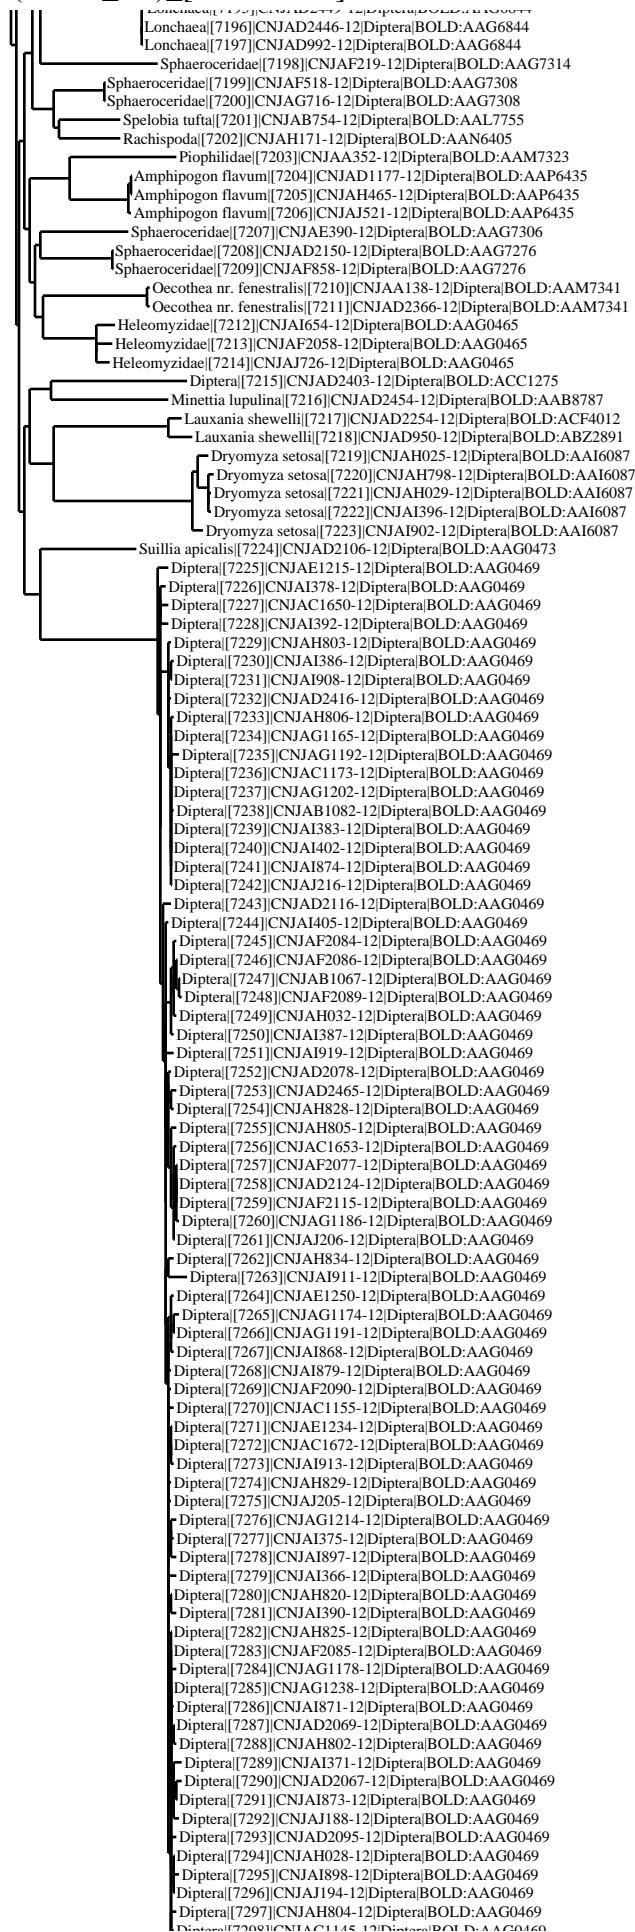 Lonchaea|[7196]|CNJAD2446-12|Diptera|BOLD:AAG6844
Lonchaea|[7197]|CNJAD992-12|Diptera|BOLD:AAG6844
Sphaeroceridae|[7198]|CNJAF219-12|Diptera|BOLD:AAG7314
Sphaeroceridae|[7199]|CNJAF518-12|Diptera|BOLD:AAG7308
Sphaeroceridae|[7200]|CNJAG716-12|Diptera|BOLD:AAG7308
Spelobia tufta|[7201]|CNJAB754-12|Diptera|BOLD:AAL7755
Rachispoda|[7202]|CNJAH171-12|Diptera|BOLD:AAN6405
Piophilidae|[7203]|CNJAA352-12|Diptera|BOLD:AAM7323
Amphipogon flavum|[7204]|CNJAD1177-12|Diptera|BOLD:AAP6435
Amphipogon flavum|[7205]|CNJAH465-12|Diptera|BOLD:AAP6435
Amphipogon flavum|[7206]|CNJAJ521-12|Diptera|BOLD:AAP6435
Sphaeroceridae|[7207]|CNJAE390-12|Diptera|BOLD:AAG7306
Sphaeroceridae|[7208]|CNJAD2150-12|Diptera|BOLD:AAG7276
Sphaeroceridae|[7209]|CNJAF858-12|Diptera|BOLD:AAG7276
Oecothea nr. fenestralis|[7210]|CNJAA138-12|Diptera|BOLD:AAM7341
Oecothea nr. fenestralis|[7211]|CNJAD2366-12|Diptera|BOLD:AAM7341
Heleomyzidae|[7212]|CNJAI654-12|Diptera|BOLD:AAG0465
Heleomyzidae|[7213]|CNJAF2058-12|Diptera|BOLD:AAG0465
Heleomyzidae|[7214]|CNJAJ726-12|Diptera|BOLD:AAG0465
Diptera|[7215]|CNJAD2403-12|Diptera|BOLD:ACC1275
Minettia lupulina|[7216]|CNJAD2454-12|Diptera|BOLD:AAB8787
Lauxania shewelli|[7217]|CNJAD2254-12|Diptera|BOLD:ACF4012
Lauxania shewelli|[7218]|CNJAD950-12|Diptera|BOLD:ABZ2891
Dryomyza setosa|[7219]|CNJAH025-12|Diptera|BOLD:AAI6087
Dryomyza setosa|[7220]|CNJAH798-12|Diptera|BOLD:AAI6087
Dryomyza setosa|[7221]|CNJAH029-12|Diptera|BOLD:AAI6087
Dryomyza setosa|[7222]|CNJAI396-12|Diptera|BOLD:AAI6087
Dryomyza setosa|[7223]|CNJAI902-12|Diptera|BOLD:AAI6087
Suillia apicalis|[7224]|CNJAD2106-12|Diptera|BOLD:AAG0473
Diptera|[7225]|CNJAE1215-12|Diptera|BOLD:AAG0469
Diptera|[7226]|CNJAI378-12|Diptera|BOLD:AAG0469
Diptera|[7227]|CNJAC1650-12|Diptera|BOLD:AAG0469
Diptera|[7228]|CNJAI392-12|Diptera|BOLD:AAG0469
Diptera|[7229]|CNJAH803-12|Diptera|BOLD:AAG0469
Diptera|[7230]|CNJAI386-12|Diptera|BOLD:AAG0469
Diptera|[7231]|CNJAI908-12|Diptera|BOLD:AAG0469
Diptera|[7232]|CNJAD2416-12|Diptera|BOLD:AAG0469
Diptera|[7233]|CNJAH806-12|Diptera|BOLD:AAG0469
Diptera|[7234]|CNJAG1165-12|Diptera|BOLD:AAG0469
Diptera|[7235]|CNJAG1192-12|Diptera|BOLD:AAG0469
Diptera|[7236]|CNJAC1173-12|Diptera|BOLD:AAG0469
Diptera|[7237]|CNJAG1202-12|Diptera|BOLD:AAG0469
Diptera|[7238]|CNJAB1082-12|Diptera|BOLD:AAG0469
Diptera|[7239]|CNJAI383-12|Diptera|BOLD:AAG0469
Diptera|[7240]|CNJAI402-12|Diptera|BOLD:AAG0469
Diptera|[7241]|CNJAI874-12|Diptera|BOLD:AAG0469
Diptera|[7242]|CNJAJ216-12|Diptera|BOLD:AAG0469
Diptera|[7243]|CNJAD2116-12|Diptera|BOLD:AAG0469
Diptera|[7244]|CNJAI405-12|Diptera|BOLD:AAG0469
Diptera|[7245]|CNJAF2084-12|Diptera|BOLD:AAG0469
Diptera|[7246]|CNJAF2086-12|Diptera|BOLD:AAG0469
Diptera|[7247]|CNJAB1067-12|Diptera|BOLD:AAG0469
Diptera|[7248]|CNJAF2089-12|Diptera|BOLD:AAG0469
Diptera|[7249]|CNJAH032-12|Diptera|BOLD:AAG0469
Diptera|[7250]|CNJAI387-12|Diptera|BOLD:AAG0469
Diptera|[7251]|CNJAI919-12|Diptera|BOLD:AAG0469
Diptera|[7252]|CNJAD2078-12|Diptera|BOLD:AAG0469
Diptera|[7253]|CNJAD2465-12|Diptera|BOLD:AAG0469
Diptera|[7254]|CNJAH828-12|Diptera|BOLD:AAG0469
Diptera|[7255]|CNJAH805-12|Diptera|BOLD:AAG0469
Diptera|[7256]|CNJAC1653-12|Diptera|BOLD:AAG0469
Diptera|[7257]|CNJAF2077-12|Diptera|BOLD:AAG0469
Diptera|[7258]|CNJAD2124-12|Diptera|BOLD:AAG0469
Diptera|[7259]|CNJAF2115-12|Diptera|BOLD:AAG0469
Diptera|[7260]|CNJAG1186-12|Diptera|BOLD:AAG0469
Diptera|[7261]|CNJAJ206-12|Diptera|BOLD:AAG0469
Diptera|[7262]|CNJAH834-12|Diptera|BOLD:AAG0469
Diptera|[7263]|CNJAI911-12|Diptera|BOLD:AAG0469
Diptera|[7264]|CNJAE1250-12|Diptera|BOLD:AAG0469
Diptera|[7265]|CNJAG1174-12|Diptera|BOLD:AAG0469
Diptera|[7266]|CNJAG1191-12|Diptera|BOLD:AAG0469
Diptera|[7267]|CNJAI868-12|Diptera|BOLD:AAG0469
Diptera|[7268]|CNJAI879-12|Diptera|BOLD:AAG0469
Diptera|[7269]|CNJAF2090-12|Diptera|BOLD:AAG0469
Diptera|[7270]|CNJAC1155-12|Diptera|BOLD:AAG0469
Diptera|[7271]|CNJAE1234-12|Diptera|BOLD:AAG0469
Diptera|[7272]|CNJAC1672-12|Diptera|BOLD:AAG0469
Diptera|[7273]|CNJAI913-12|Diptera|BOLD:AAG0469
Diptera|[7274]|CNJAH829-12|Diptera|BOLD:AAG0469
Diptera|[7275]|CNJAJ205-12|Diptera|BOLD:AAG0469
Diptera|[7276]|CNJAG1214-12|Diptera|BOLD:AAG0469
Diptera|[7277]|CNJAI375-12|Diptera|BOLD:AAG0469
Diptera|[7278]|CNJAI897-12|Diptera|BOLD:AAG0469
Diptera|[7279]|CNJAI366-12|Diptera|BOLD:AAG0469
Diptera|[7280]|CNJAH820-12|Diptera|BOLD:AAG0469
Diptera|[7281]|CNJAI390-12|Diptera|BOLD:AAG0469
Diptera|[7282]|CNJAH825-12|Diptera|BOLD:AAG0469
Diptera|[7283]|CNJAF2085-12|Diptera|BOLD:AAG0469
Diptera|[7284]|CNJAG1178-12|Diptera|BOLD:AAG0469
Diptera|[7285]|CNJAG1238-12|Diptera|BOLD:AAG0469
Diptera|[7286]|CNJAI871-12|Diptera|BOLD:AAG0469
Diptera|[7287]|CNJAD2069-12|Diptera|BOLD:AAG0469
Diptera|[7288]|CNJAH802-12|Diptera|BOLD:AAG0469
Diptera|[7289]|CNJAI371-12|Diptera|BOLD:AAG0469
Diptera|[7290]|CNJAD2067-12|Diptera|BOLD:AAG0469
Diptera|[7291]|CNJAI873-12|Diptera|BOLD:AAG0469
Diptera|[7292]|CNJAJ188-12|Diptera|BOLD:AAG0469
Diptera|[7293]|CNJAD2095-12|Diptera|BOLD:AAG0469
Diptera|[7294]|CNJAH028-12|Diptera|BOLD:AAG0469
Diptera|[7295]|CNJAI898-12|Diptera|BOLD:AAG0469
Diptera|[7296]|CNJAJ194-12|Diptera|BOLD:AAG0469
Diptera|[7297]|CNJAH804-12|Diptera|BOLD:AAG0469